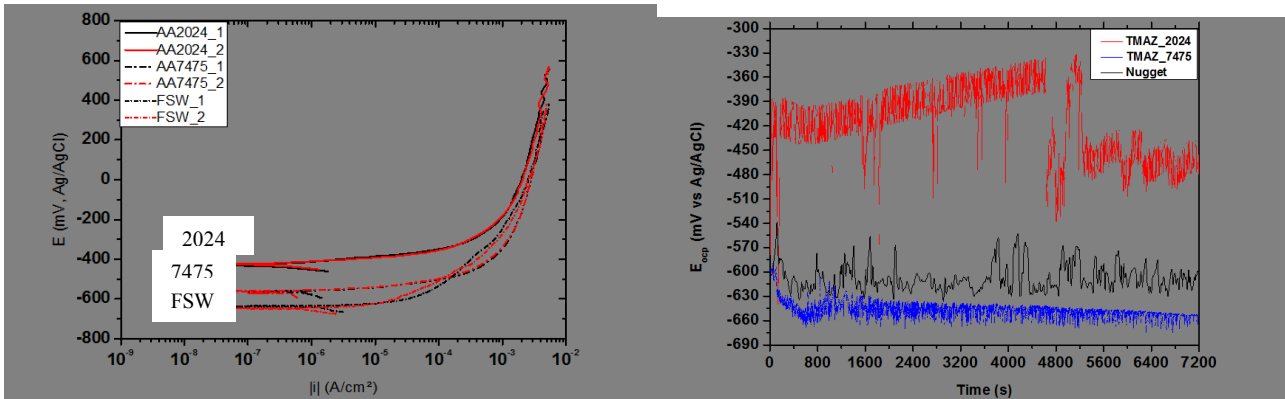 800
600
400
200
0
-200
-400
-600
-800
E (mV, Ag/AgCl)
AA2024_1
AA2024_2
AA7475_1
AA7475_2
FSW_1
FSW_2
2024
7475
FSW
10⁻⁹ 10⁻⁸ 10⁻⁷ 10⁻⁶ 10⁻⁵ 10⁻⁴ 10⁻³ 10⁻²
|i| (A/cm²)
-300
-330
-360
-390
-420
-450
-480
-510
-540
-570
-600
-630
-660
-690
E_ocp (mV vs Ag/AgCl)
TMAZ_2024
TMAZ_7475
Nugget
0 800 1600 2400 3200 4000 4800 5600 6400 7200
Time (s)